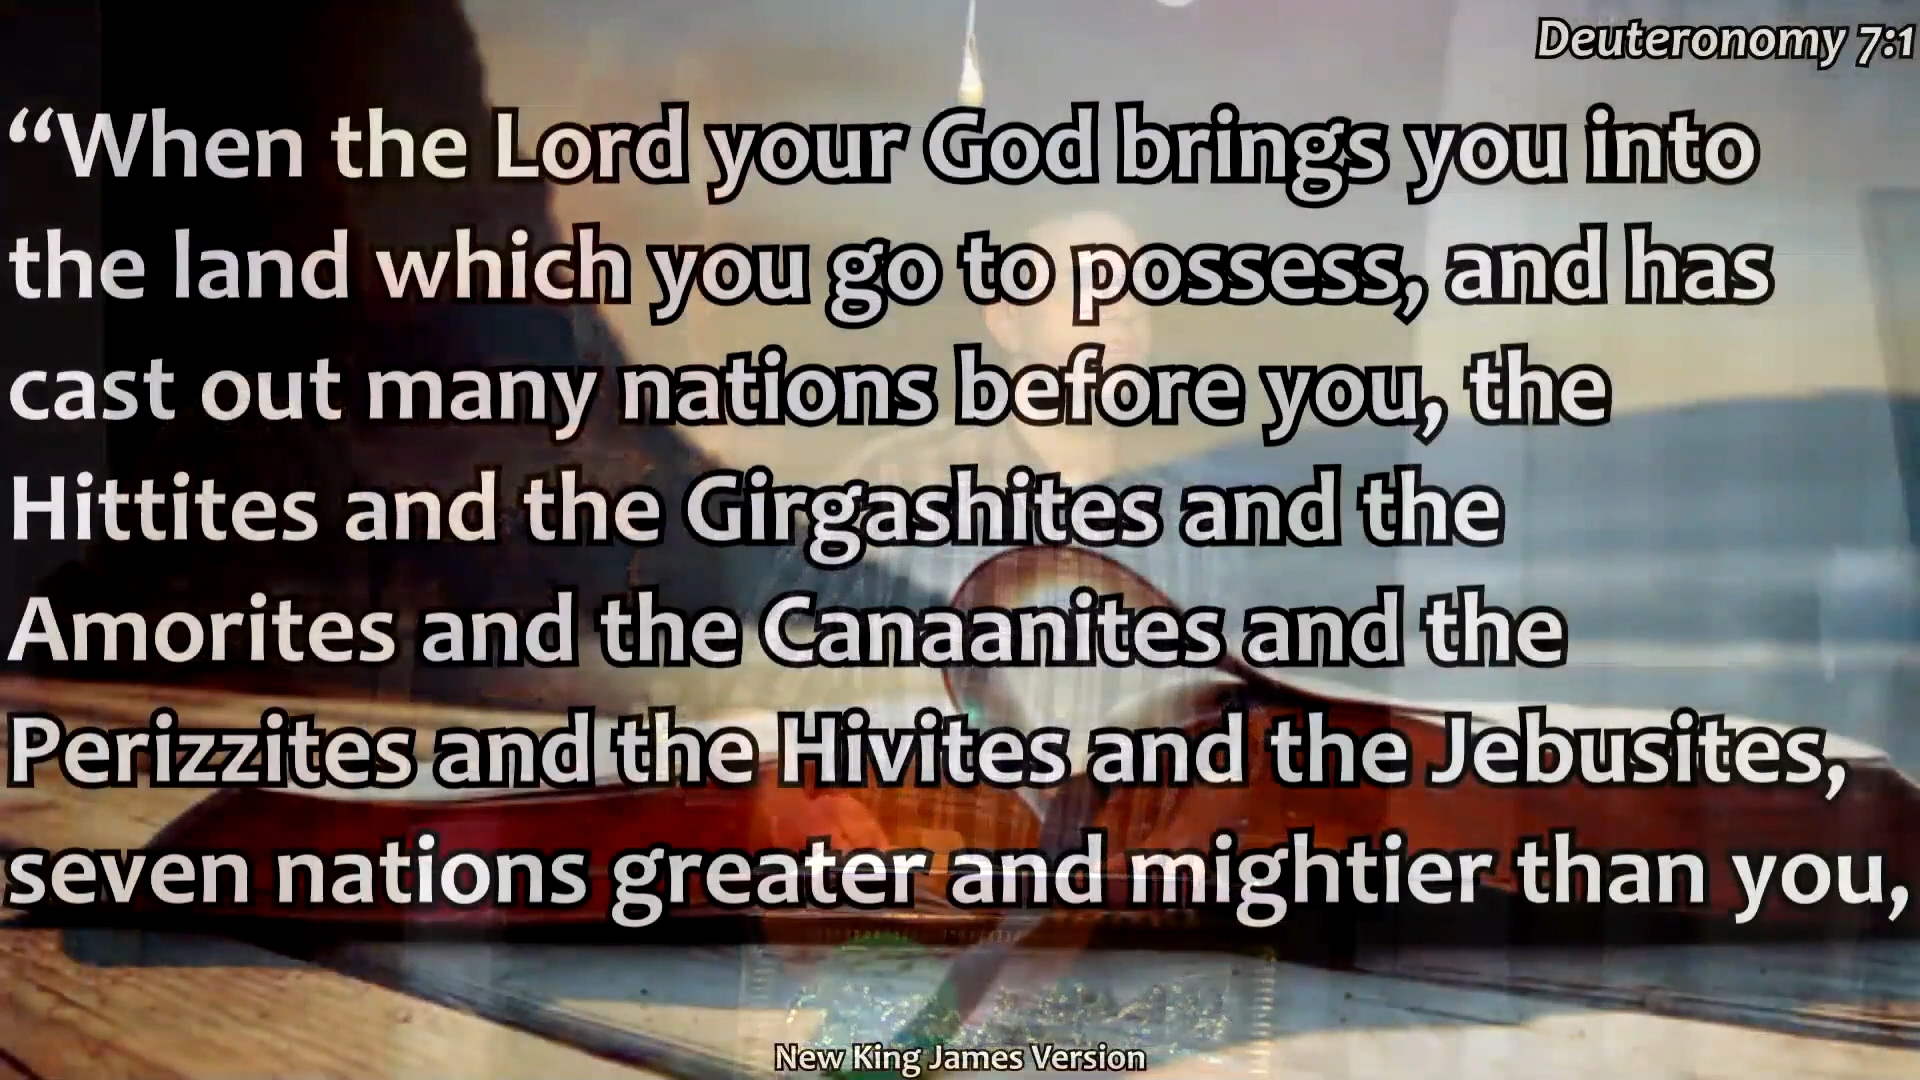 Deuteronomy 7:1
“When the Lord your God brings you into
the land which you go to possess, and has
cast out many nations before you, the
Hittites and the Girgashites and the
Amorites and the Canaanites and the
Perizzites and the Hivites and the Jebusites,
seven nations greater and mightier than you,
New King James Version